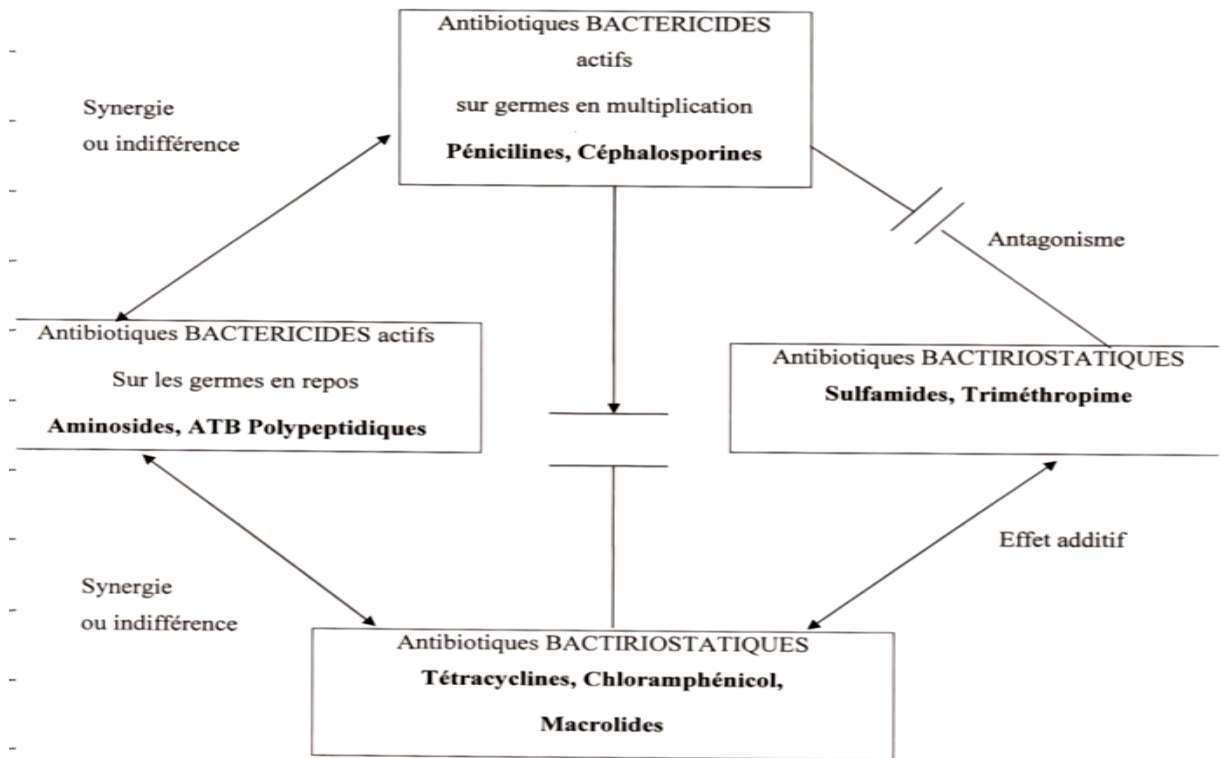 Antibiotiques BACTERICIDES
actifs
sur germes en multiplication
Pénicilines, Céphalosporines
Synergie
ou indifférence
Antagonisme
Antibiotiques BACTERICIDES actifs
Sur les germes en repos
Aminosides, ATB Polypeptidiques
Antibiotiques BACTIRIOSTATIQUES
Sulfamides, Triméthropime
Effet additif
Synergie
ou indifférence
Antibiotiques BACTIRIOSTATIQUES
Tétracyclines, Chloramphénicol,
Macrolides